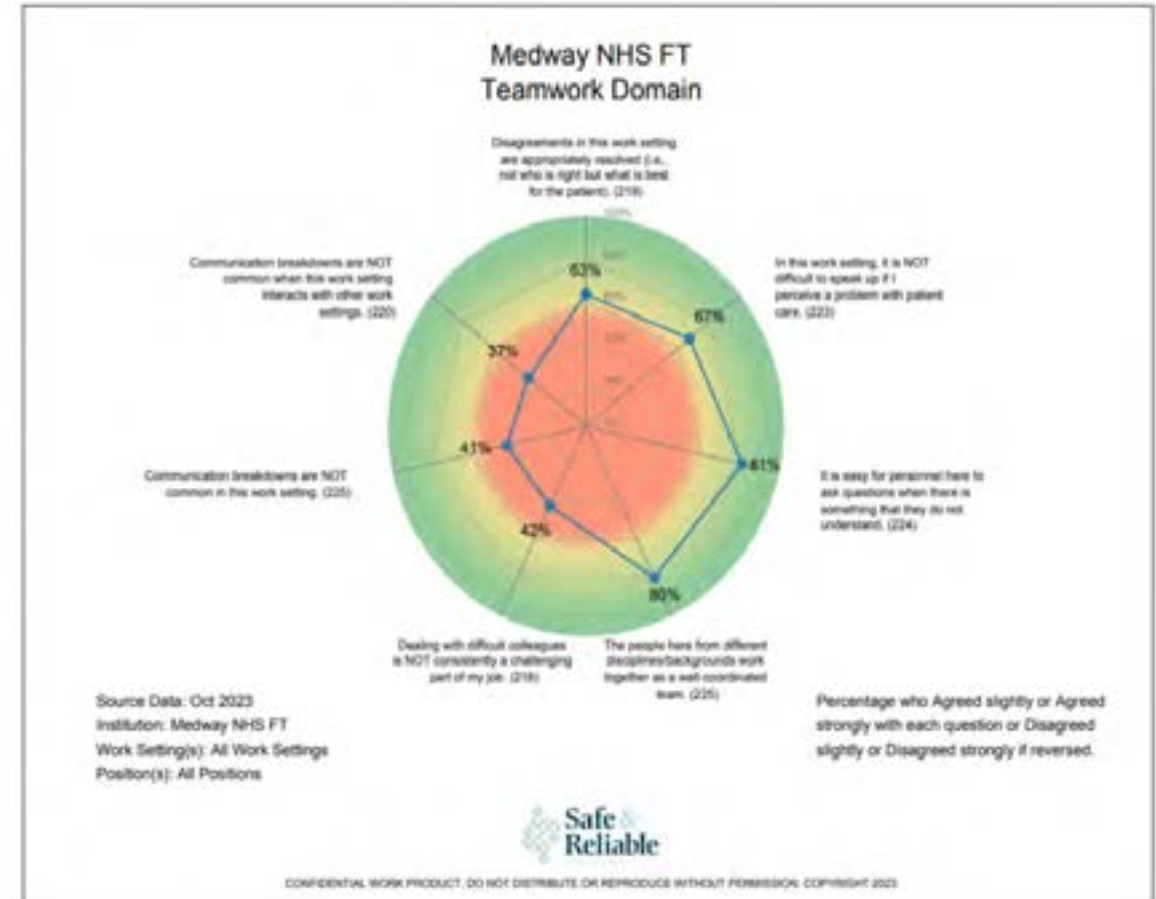 Medway NHS FT
Teamwork Domain
Disagreements in this work setting
are appropriately resolved (i.e.,
not who is right but what is best
for the patient). (219)
100%
63%
Communication breakdowns are NOT
common when this work setting
interacts with other work
settings. (220)
In this work setting, it is NOT
difficult to speak up if I
perceive a problem with patient
care. (223)
67%
37%
41%
81%
Communication breakdowns are NOT
common in this work setting. (225)
It is easy for personnel here to
ask questions when there is
something that they do not
understand. (224)
42%
80%
Dealing with difficult colleagues
is NOT consistently a challenging
part of my job. (218)
The people here from different
disciplines/backgrounds work
together as a well-coordinated
team. (225)
Source Data: Oct 2023
Institution: Medway NHS FT
Work Setting(s): All Work Settings
Position(s): All Positions
Percentage who Agreed slightly or Agreed
strongly with each question or Disagreed
slightly or Disagreed strongly if reversed.
Safe &
Reliable
CONFIDENTIAL WORK PRODUCT, DO NOT DISTRIBUTE OR REPRODUCE WITHOUT PERMISSION. COPYRIGHT 2023